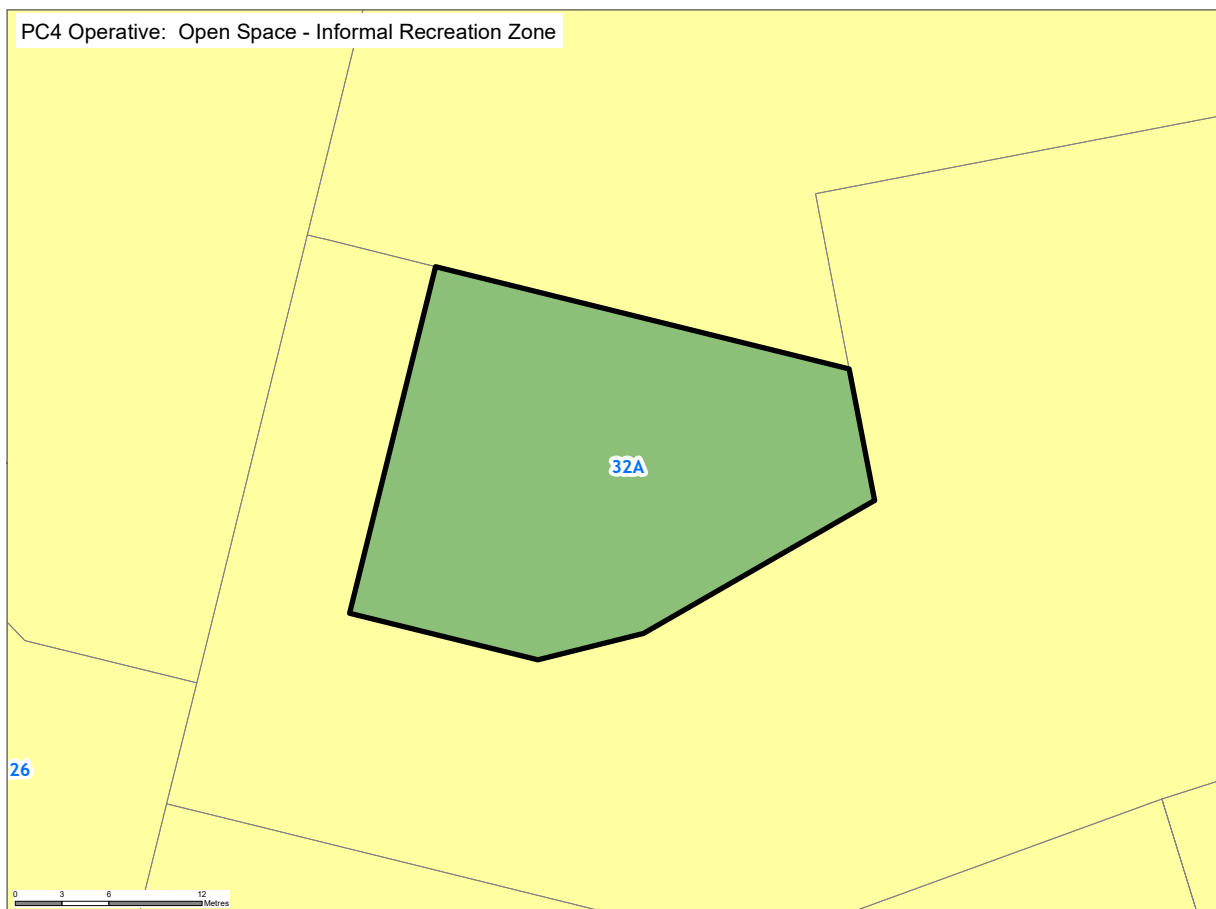 PC4 Operative:  Open Space - Informal Recreation Zone
32A
26
0 3 6 12
Metres